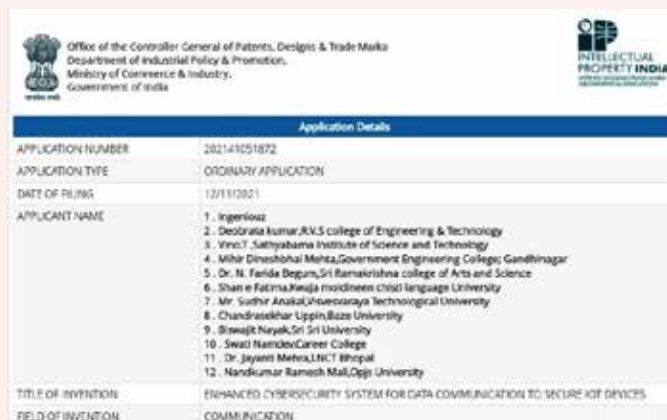 Office of the Controller General of Patents, Designs & Trade Marks
Department of Industrial Policy & Promotion,
Ministry of Commerce & Industry,
Government of India
INTELLECTUAL
PROPERTY INDIA
Application Details
APPLICATION NUMBER 202141051872
APPLICATION TYPE ORDINARY APPLICATION
DATE OF FILING 12/11/2021
APPLICANT NAME 1 . Ingeniouz
2 . Deobrata kumar,R.V.S college of Engineering & Technology
3 . Vino.T ,Sathyabama Institute of Science and Technology
4 . Mihir Dineshbhai Mehta,Government Engineering College; Gandhinagar
5 . Dr. N. Farida Begum,Sri Ramakrishna college of Arts and Science
6 . Shan e Fatima,Kwaja moidineen chisti language University
7 . Mr. Sudhir Anakal,Visvesvaraya Technological University
8 . Chandrasekhar Uppin,Baze University
9 . Biswajit Nayak,Sri Sri University
10 . Swati Namdev,Career College
11 . Dr. Jayanti Mehra,LNCT Bhopal
12 . Nandkumar Ramesh Mali,Opjs University
TITLE OF INVENTION ENHANCED CYBERSECURITY SYSTEM FOR DATA COMMUNICATION TO SECURE IOT DEVICES
FIELD OF INVENTION COMMUNICATION